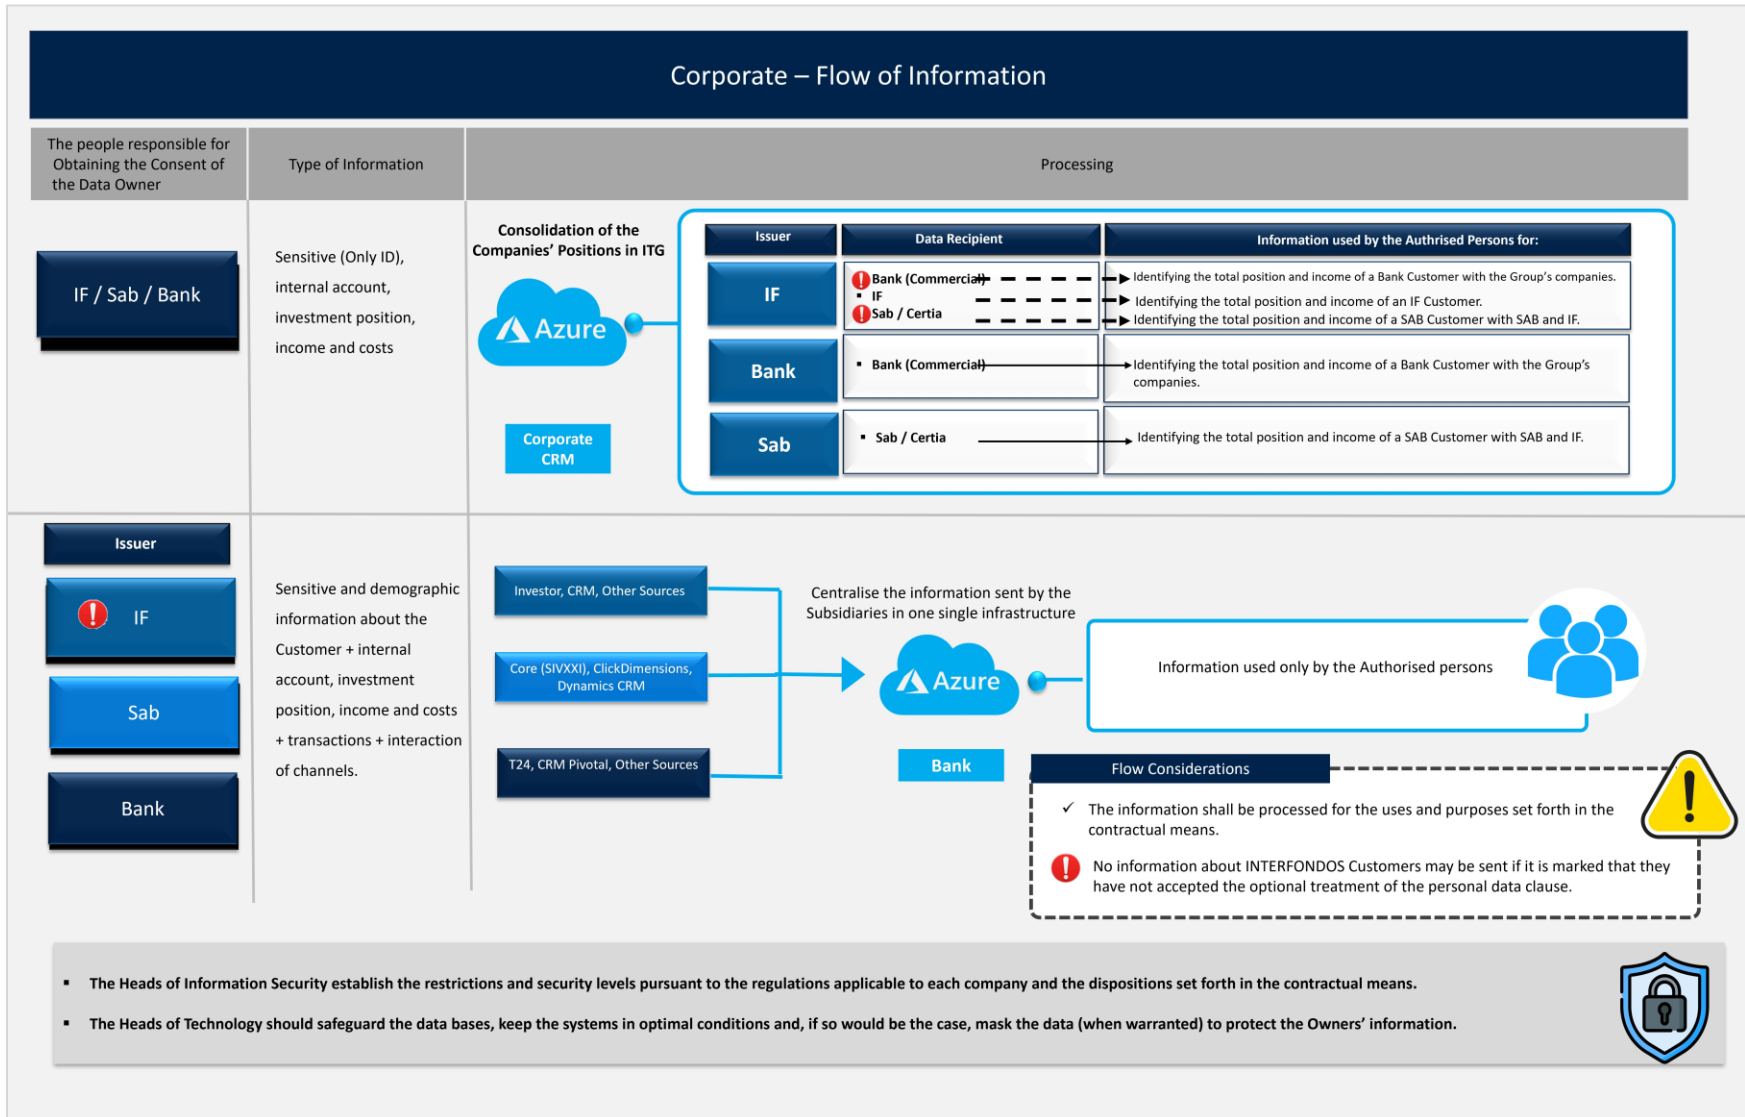 Corporate – Flow of Information
The people responsible for
Obtaining the Consent of
the Data Owner
Type of Information
Processing
IF / Sab / Bank
Sensitive (Only ID),
internal account,
investment position,
income and costs
Consolidation of the
Companies' Positions in ITG
Azure
Corporate
CRM
Issuer
Data Recipient
Information used by the Authrised Persons for:
IF
Bank (Commercial)
IF
Sab / Certia
Identifying the total position and income of a Bank Customer with the Group's companies.
Identifying the total position and income of an IF Customer.
Identifying the total position and income of a SAB Customer with SAB and IF.
Bank
▪ Bank (Commercial)
Identifying the total position and income of a Bank Customer with the Group's
companies.
Sab
▪ Sab / Certia
Identifying the total position and income of a SAB Customer with SAB and IF.
Issuer
IF
Sab
Bank
Sensitive and demographic
information about the
Customer + internal
account, investment
position, income and costs
+ transactions + interaction
of channels.
Investor, CRM, Other Sources
Core (SIVXXI), ClickDimensions,
Dynamics CRM
T24, CRM Pivotal, Other Sources
Centralise the information sent by the
Subsidiaries in one single infrastructure
Azure
Bank
Information used only by the Authorised persons
Flow Considerations
✓ The information shall be processed for the uses and purposes set forth in the
contractual means.
No information about INTERFONDOS Customers may be sent if it is marked that they
have not accepted the optional treatment of the personal data clause.
▪ The Heads of Information Security establish the restrictions and security levels pursuant to the regulations applicable to each company and the dispositions set forth in the contractual means.
▪ The Heads of Technology should safeguard the data bases, keep the systems in optimal conditions and, if so would be the case, mask the data (when warranted) to protect the Owners' information.